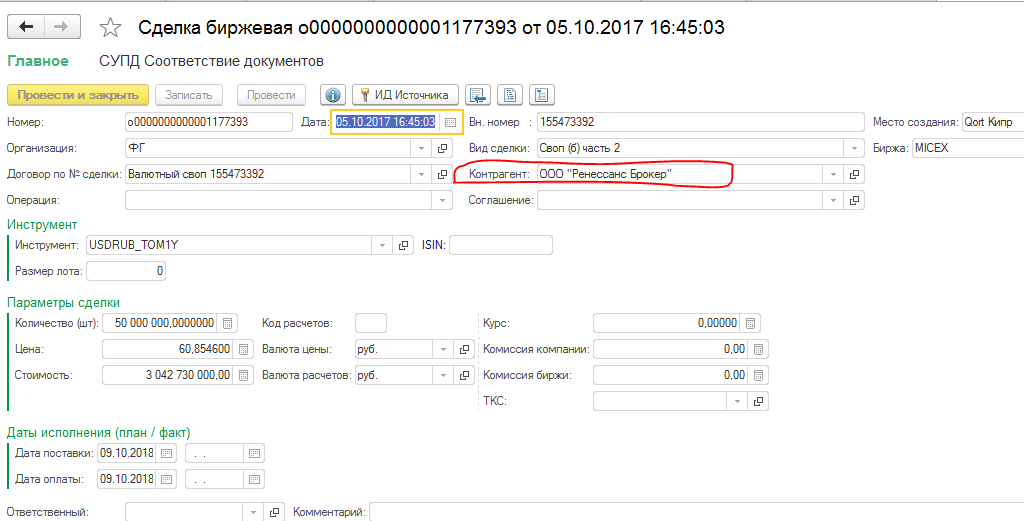 Сделка биржевая о0000000000001177393 от 05.10.2017 16:45:03
Главное СУПД Соответствие документов
Провести и закрыть Записать Провести ИД Источника
Номер: о0000000000001177393 Дата: 05.10.2017 16:45:03 Вн. номер : 155473392 Место создания: Qort Кипр
Организация: ФГ Вид сделки: Своп (б) часть 2 Биржа: MICEX
Договор по № сделки: Валютный своп 155473392 Контрагент: ООО "Ренессанс Брокер"
Операция: Соглашение:
Инструмент
Инструмент: USDRUB_TOM1Y ISIN:
Размер лота: 0
Параметры сделки
Количество (шт): 50 000 000,0000000 Код расчетов: Курс: 0,00000
Цена: 60,854600 Валюта цены: руб. Комиссия компании: 0,00
Стоимость: 3 042 730 000,00 Валюта расчетов: руб. Комиссия биржи: 0,00
ТКС:
Даты исполнения (план / факт)
Дата поставки: 09.10.2018 . .
Дата оплаты: 09.10.2018 . .
Ответственный: Комментарий: